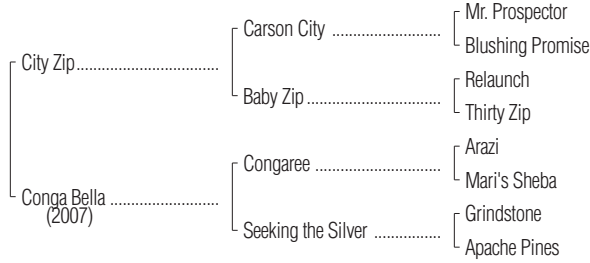 Mr. Prospector
Carson City
Blushing Promise
City Zip
Relaunch
Baby Zip
Thirty Zip
Arazi
Congaree
Mari's Sheba
Conga Bella
(2007)
Grindstone
Seeking the Silver
Apache Pines